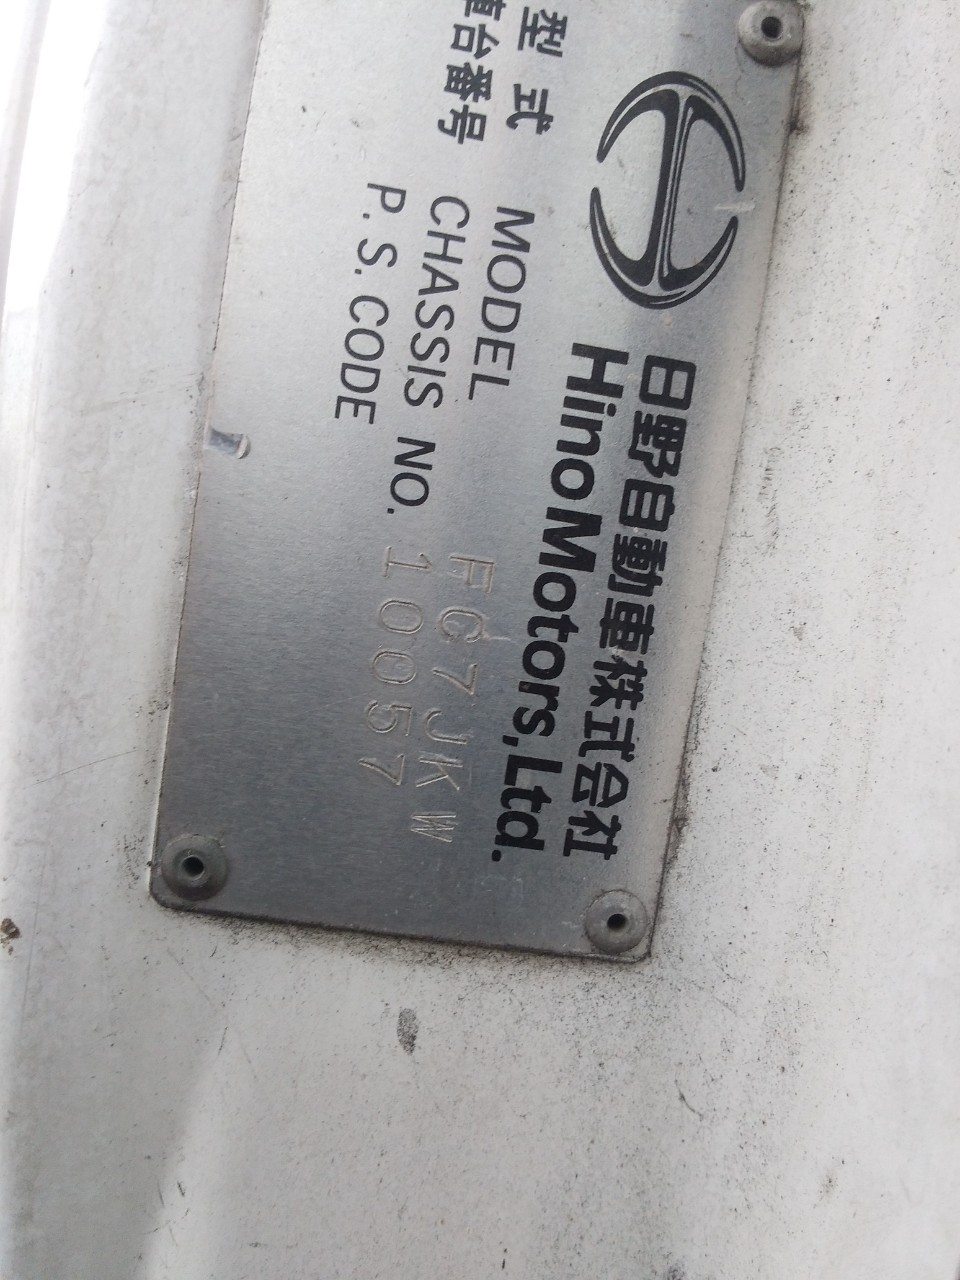 日野自動車株式会社
Hino Motors, Ltd.
型式 MODEL FC7JKW
車台番号 CHASSIS NO. 10057
P.S.CODE